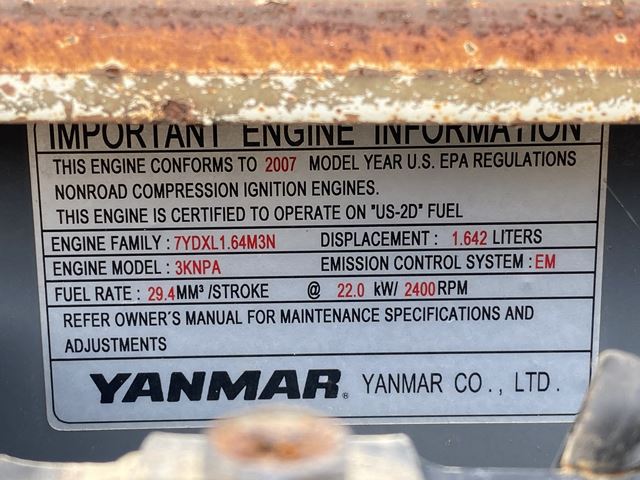 IMPORTANT ENGINE INFORMATION
THIS ENGINE CONFORMS TO 2007 MODEL YEAR U.S. EPA REGULATIONS
NONROAD COMPRESSION IGNITION ENGINES.
THIS ENGINE IS CERTIFIED TO OPERATE ON "US-2D" FUEL
ENGINE FAMILY : 7YDXL1.64M3N DISPLACEMENT : 1.642 LITERS
ENGINE MODEL : 3KNPA EMISSION CONTROL SYSTEM : EM
FUEL RATE : 29.4MM³ /STROKE @ 22.0 kW/ 2400RPM
REFER OWNER'S MANUAL FOR MAINTENANCE SPECIFICATIONS AND
ADJUSTMENTS
YANMAR® YANMAR CO., LTD.